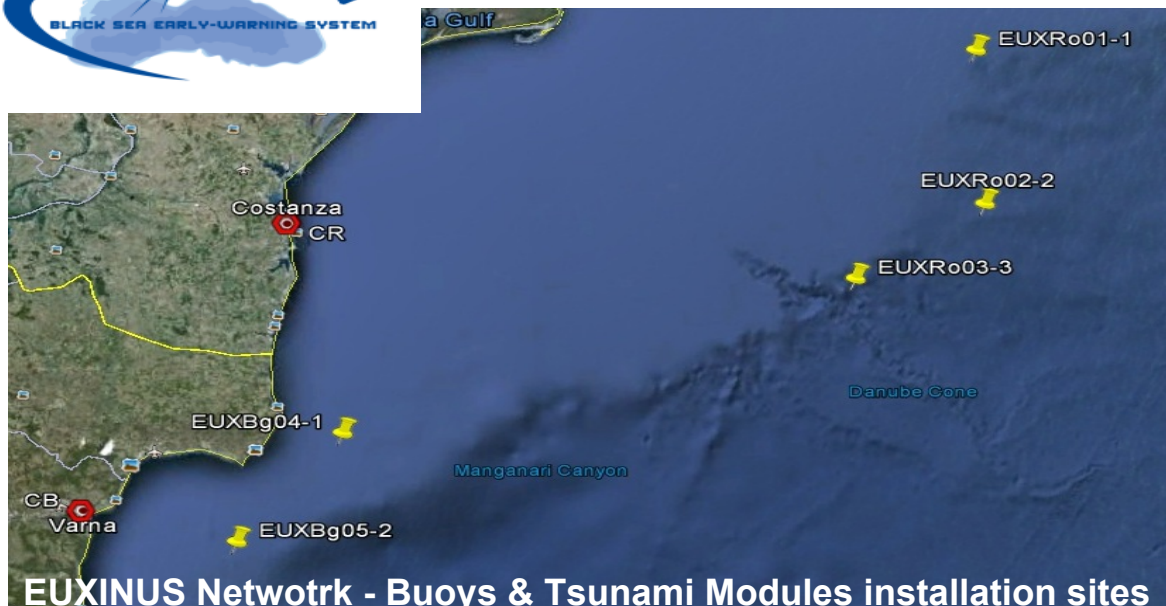 BLACK SEA EARLY-WARNING SYSTEM
a Gulf
EUXRo01-1
EUXRo02-2
Costanza
CR
EUXRo03-3
Danube Cone
EUXBg04-1
Manganari Canyon
CB
Varna
EUXBg05-2
EUXINUS Netwotrk - Buoys & Tsunami Modules installation sites